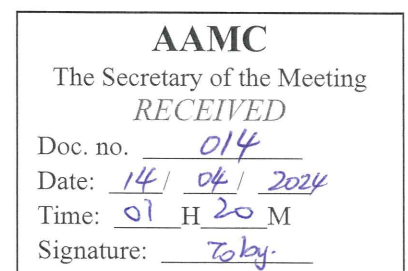 AAMC
The Secretary of the Meeting
RECEIVED
Doc. no. 014
Date: 14/ 04/ 2024
Time: 01 H 20 M
Signature: Toby.